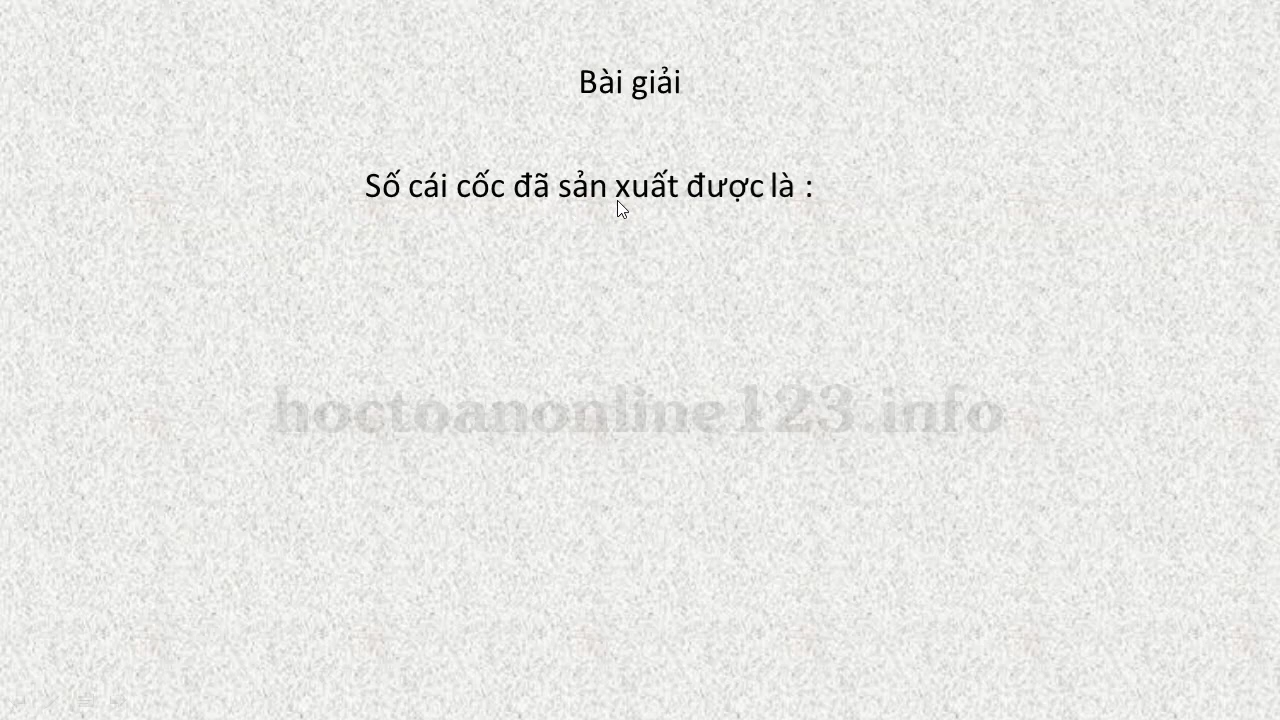 Bài giải
Số cái cốc đã sản xuất được là :
hoctoanonline123.info